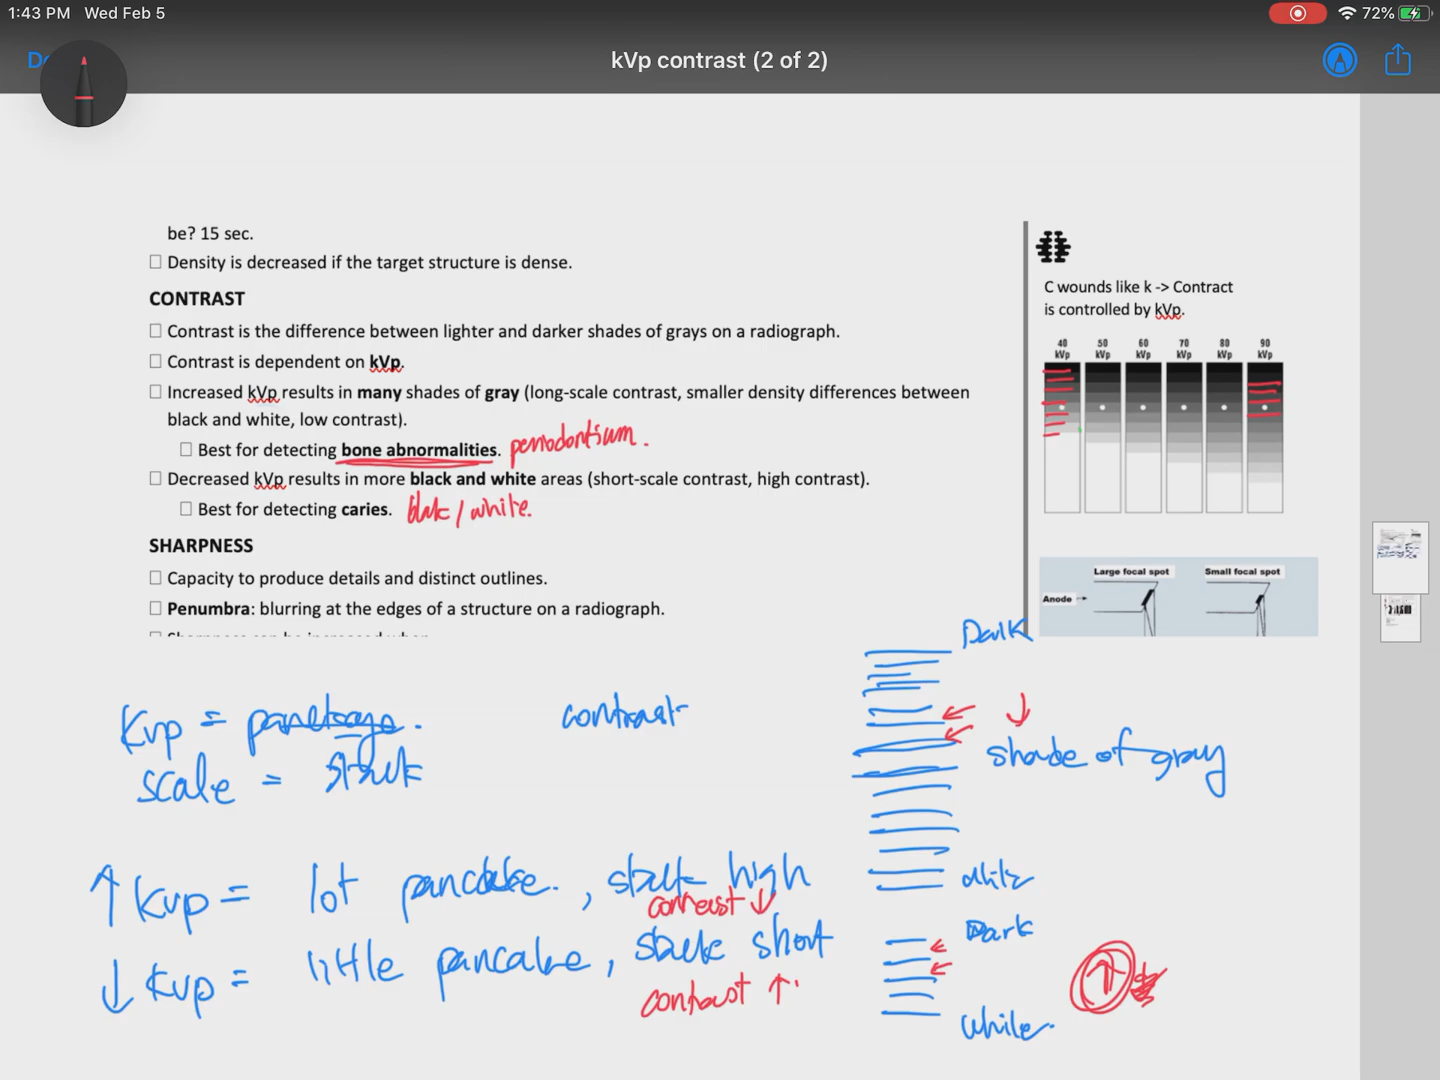 1:43 PM Wed Feb 5
72%
kVp contrast (2 of 2)
be? 15 sec.
☐ Density is decreased if the target structure is dense.
CONTRAST
☐ Contrast is the difference between lighter and darker shades of grays on a radiograph.
☐ Contrast is dependent on kVp.
☐ Increased kVp results in many shades of gray (long-scale contrast, smaller density differences between
black and white, low contrast).
☐ Best for detecting bone abnormalities. periodontium.
☐ Decreased kVp results in more black and white areas (short-scale contrast, high contrast).
☐ Best for detecting caries. blak / white.
SHARPNESS
☐ Capacity to produce details and distinct outlines.
☐ Penumbra: blurring at the edges of a structure on a radiograph.
C wounds like k -> Contract
is controlled by kVp.
40 50 60 70 80 90
kVp kVp kVp kVp kVp kVp
Large focal spot Small focal spot
Anode
Dark
Kvp =
contrast
scale = stack
shade of gray
↑ Kvp = lot pancake. , stack high
contrast ↓
white
Dark
↓ Kvp = little pancake, stack short
contrast ↑
white.